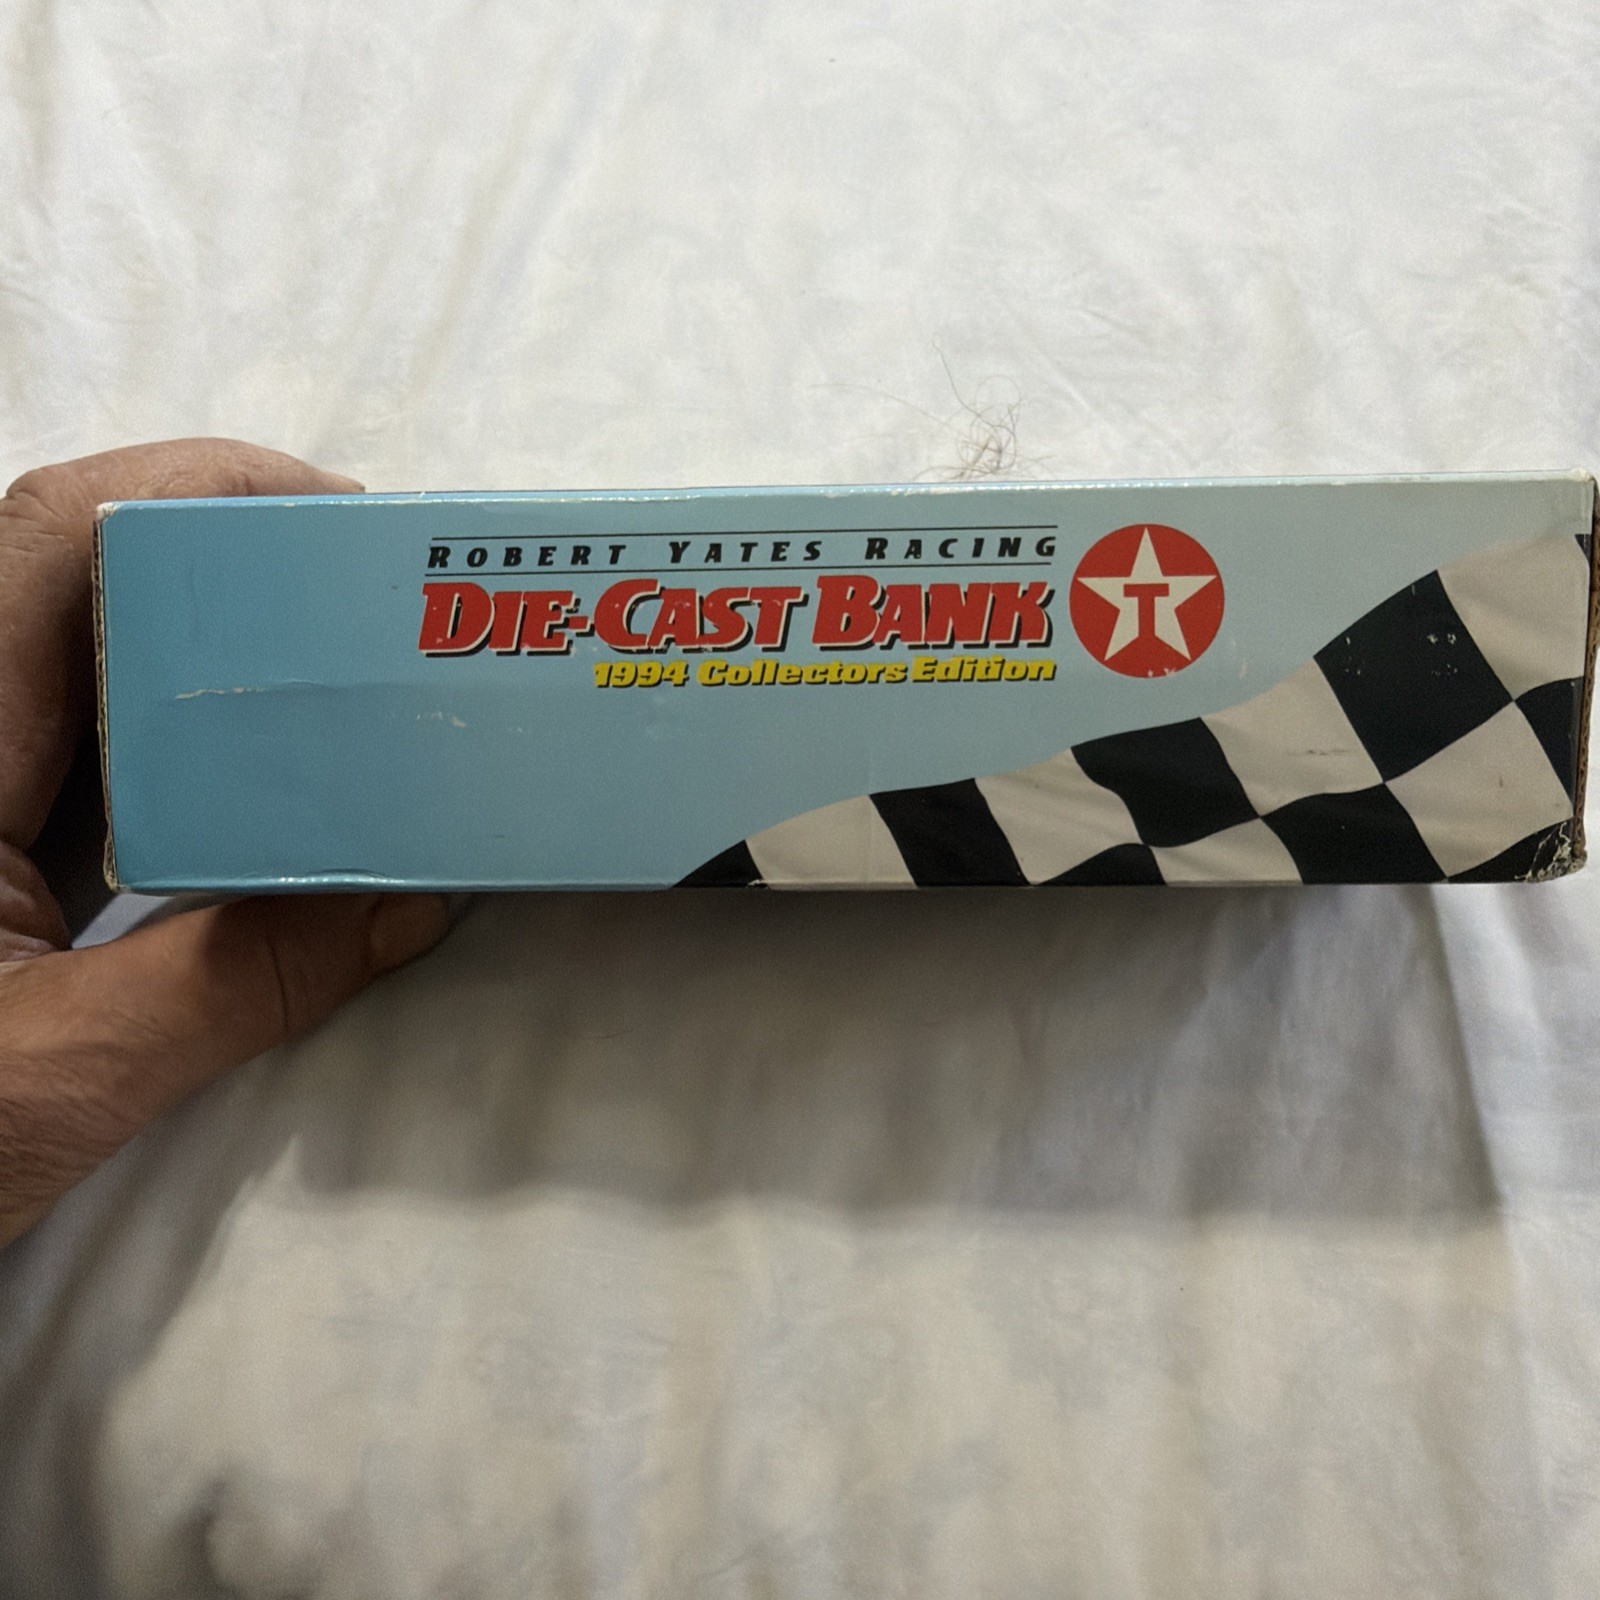 ROBERT YATES RACING
DIE-CAST BANK
1994 Collectors Edition
T